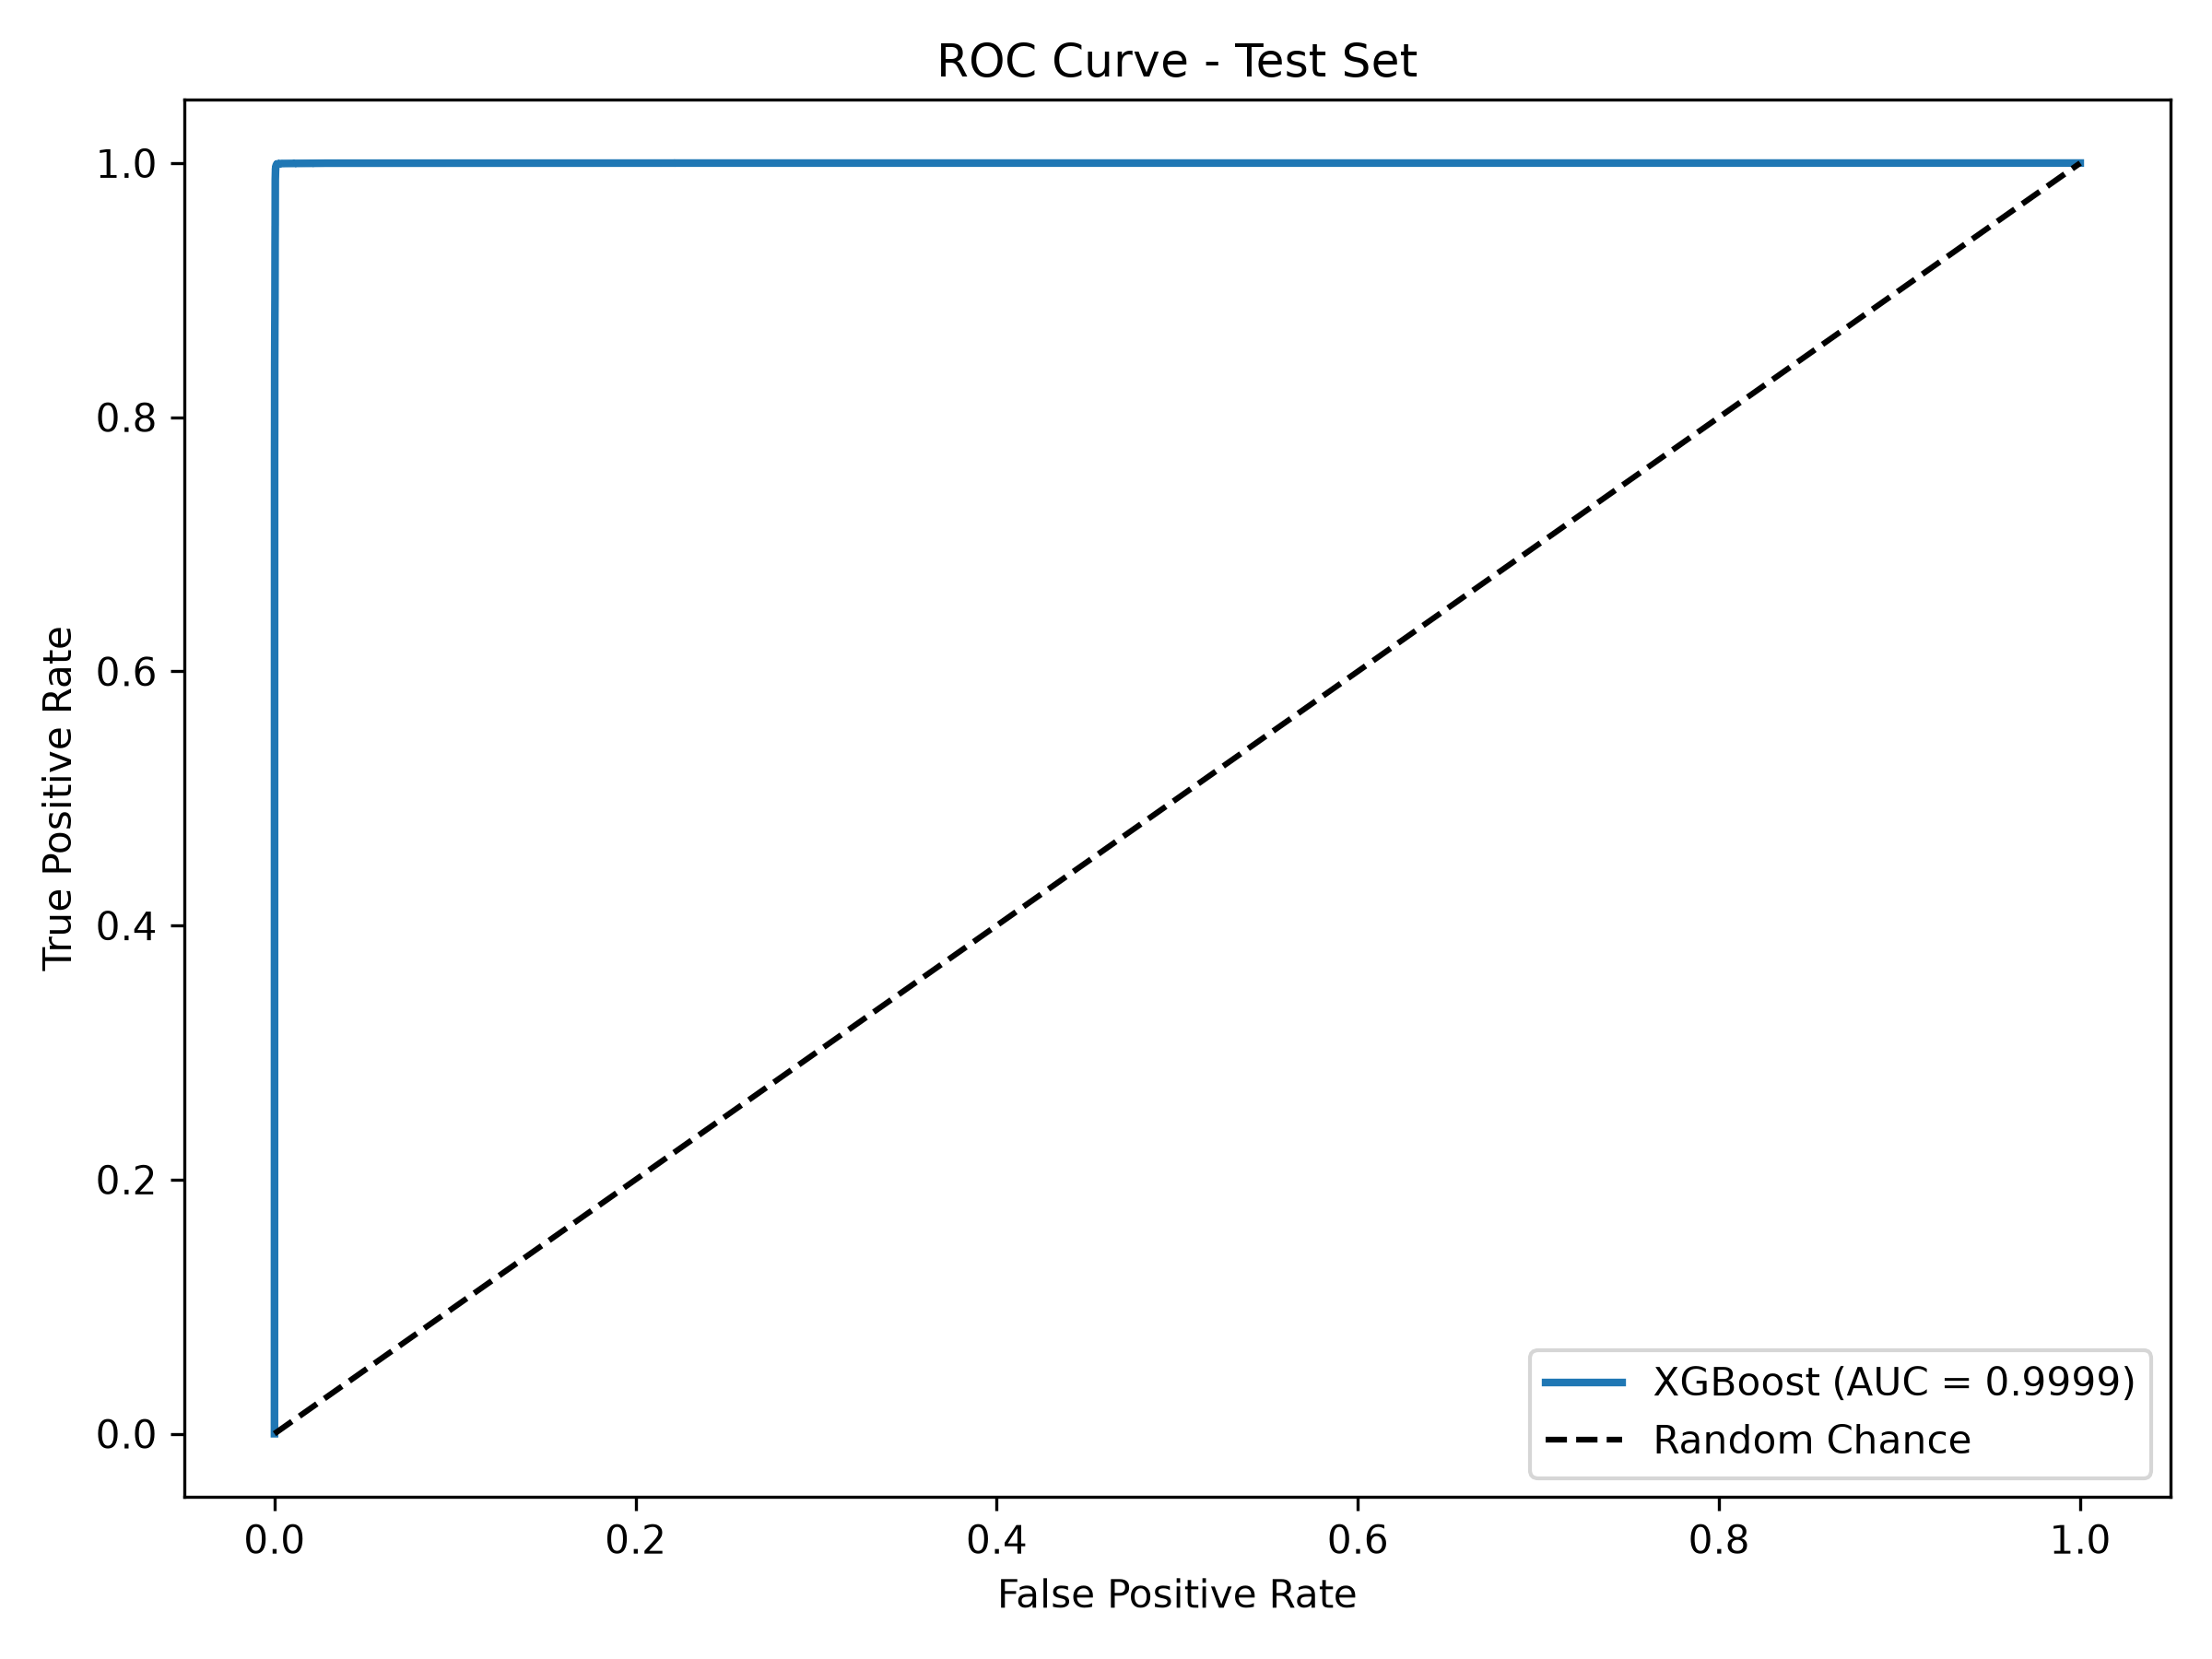 ROC Curve - Test Set
True Positive Rate
1.0
0.8
0.6
0.4
0.2
0.0
XGBoost (AUC = 0.9999)
Random Chance
0.0 0.2 0.4 0.6 0.8 1.0
False Positive Rate